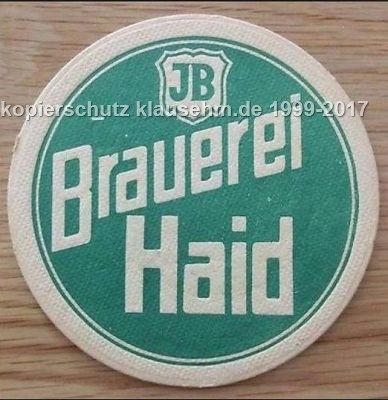 JB
kopierschutz klausehm.de 1999-2017
Brauerei
Haid